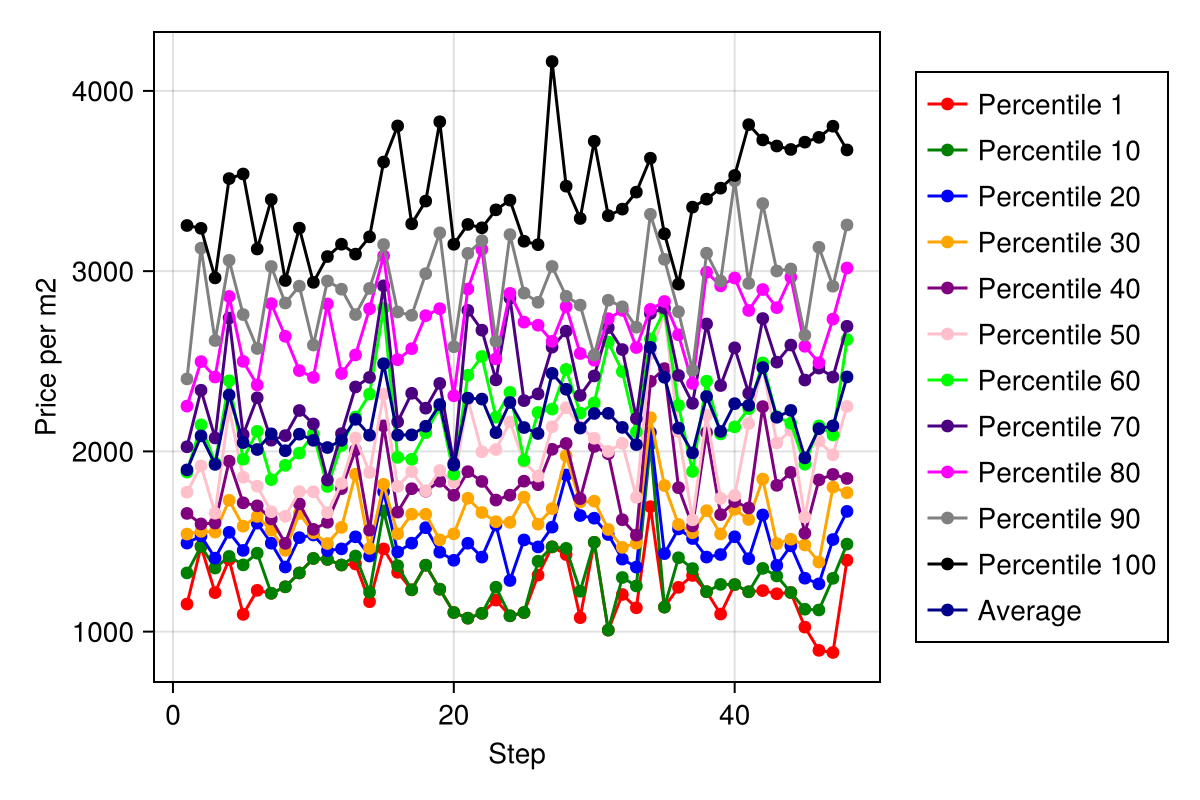 4000
3000
2000
1000
Price per m2
0
20
40
Step
Percentile 1
Percentile 10
Percentile 20
Percentile 30
Percentile 40
Percentile 50
Percentile 60
Percentile 70
Percentile 80
Percentile 90
Percentile 100
Average